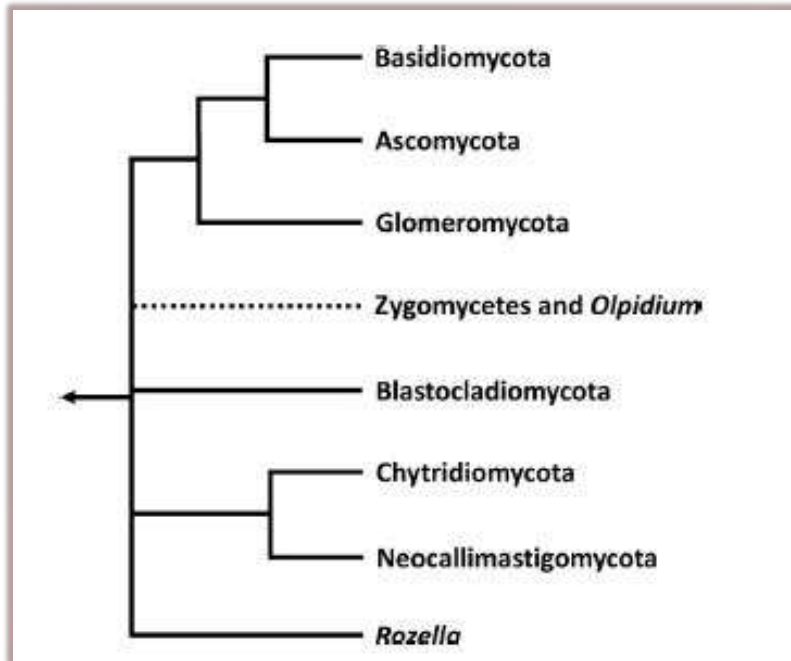 Basidiomycota
Ascomycota
Glomeromycota
Zygomycetes and Olpidium
Blastocladiomycota
Chytridiomycota
Neocallimastigomycota
Rozella